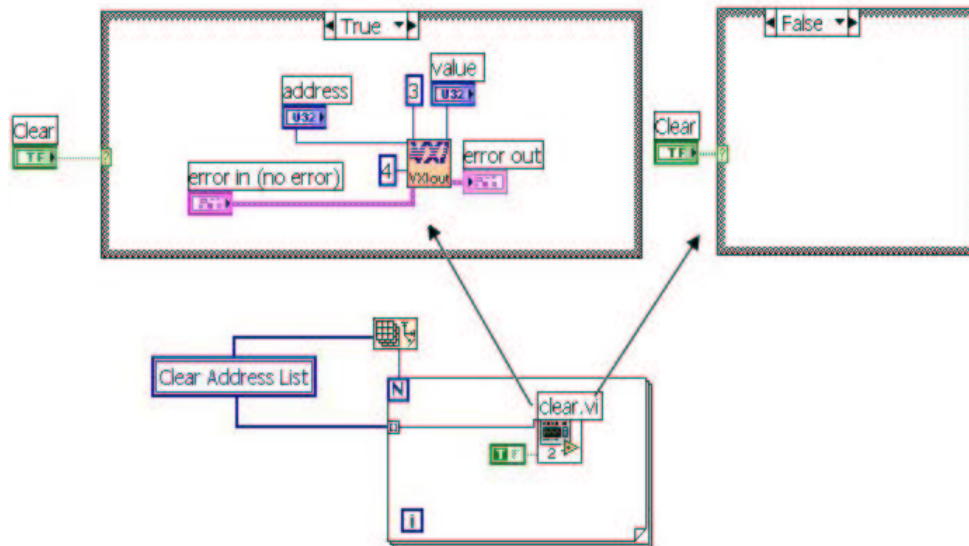 True
False
value
address
3
U32
U32
Clear
TF
?
VXI
VXIout
error out
4
error in (no error)
Clear
TF
?
Clear Address List
N
clear.vi
T F
2
i